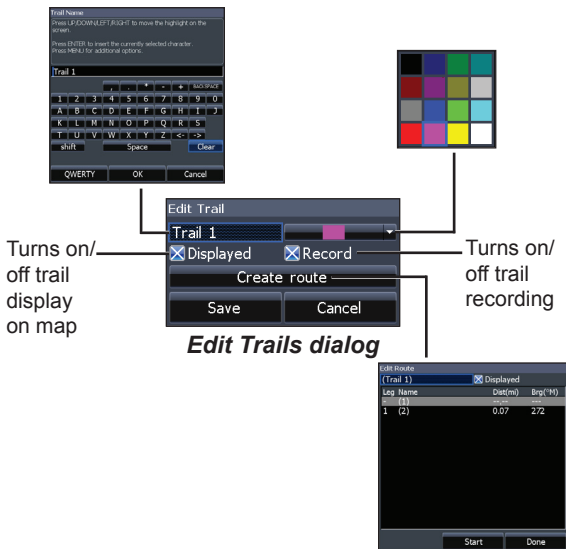 Trail Name
Press UP/DOWN/LEFT/RIGHT to move the highlight on the
screen.
Press ENTER to insert the currently selected character.
Press MENU for additional options.
Trail 1
, . * - + BACKSPACE
1 2 3 4 5 6 7 8 9 0
A B C D E F G H I J
K L M N O P Q R S
T U V W X Y Z <- ->
shift Space Clear
QWERTY OK Cancel
Edit Trail
Trail 1
Displayed Record
Create route
Save Cancel
Turns on/
off trail
display
on map
Turns on/
off trail
recording
Edit Trails dialog
Edit Route
(Trail 1) Displayed
Leg Name Dist(mi) Brg(°M)
- (1) --.-- ---
1 (2) 0.07 272
Start Done